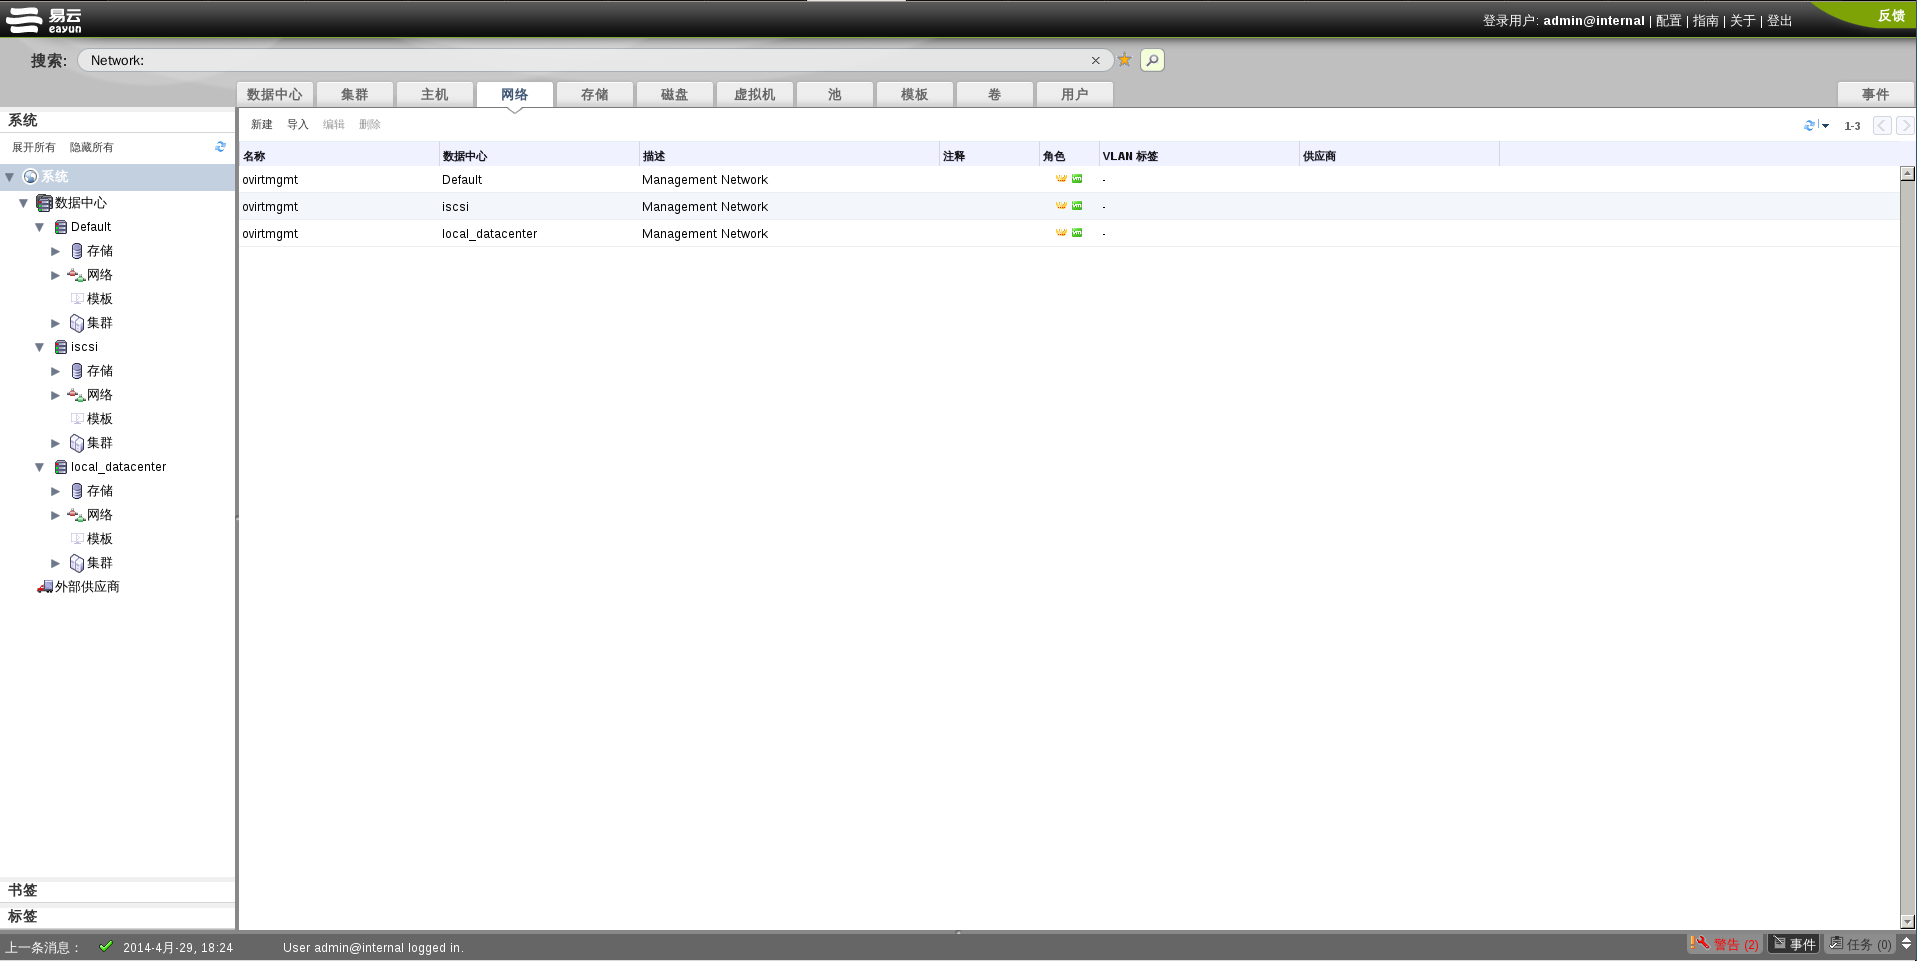 易云
eayun
登录用户: admin@internal | 配置 | 指南 | 关于 | 登出
反馈
搜索: Network:
数据中心 集群 主机 网络 存储 磁盘 虚拟机 池 模板 卷 用户 事件
系统
新建 导入 编辑 删除
1-3
展开所有 隐藏所有
名称 数据中心 描述 注释 角色 VLAN 标签 供应商
ovirtmgmt Default Management Network -
ovirtmgmt iscsi Management Network -
ovirtmgmt local_datacenter Management Network -
系统
数据中心
Default
存储
网络
模板
集群
iscsi
存储
网络
模板
集群
local_datacenter
存储
网络
模板
集群
外部供应商
书签
标签
上一条消息： 2014-4月-29, 18:24 User admin@internal logged in.
警告 (2) 事件 任务 (0)